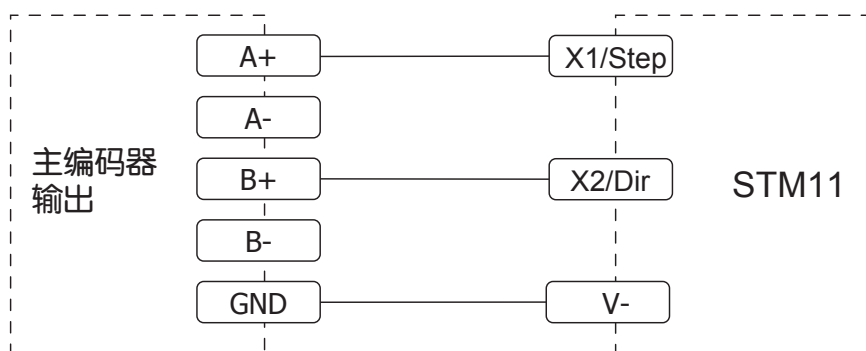 A+
X1/Step
A-
主编码器
输出
B+
X2/Dir
STM11
B-
GND
V-